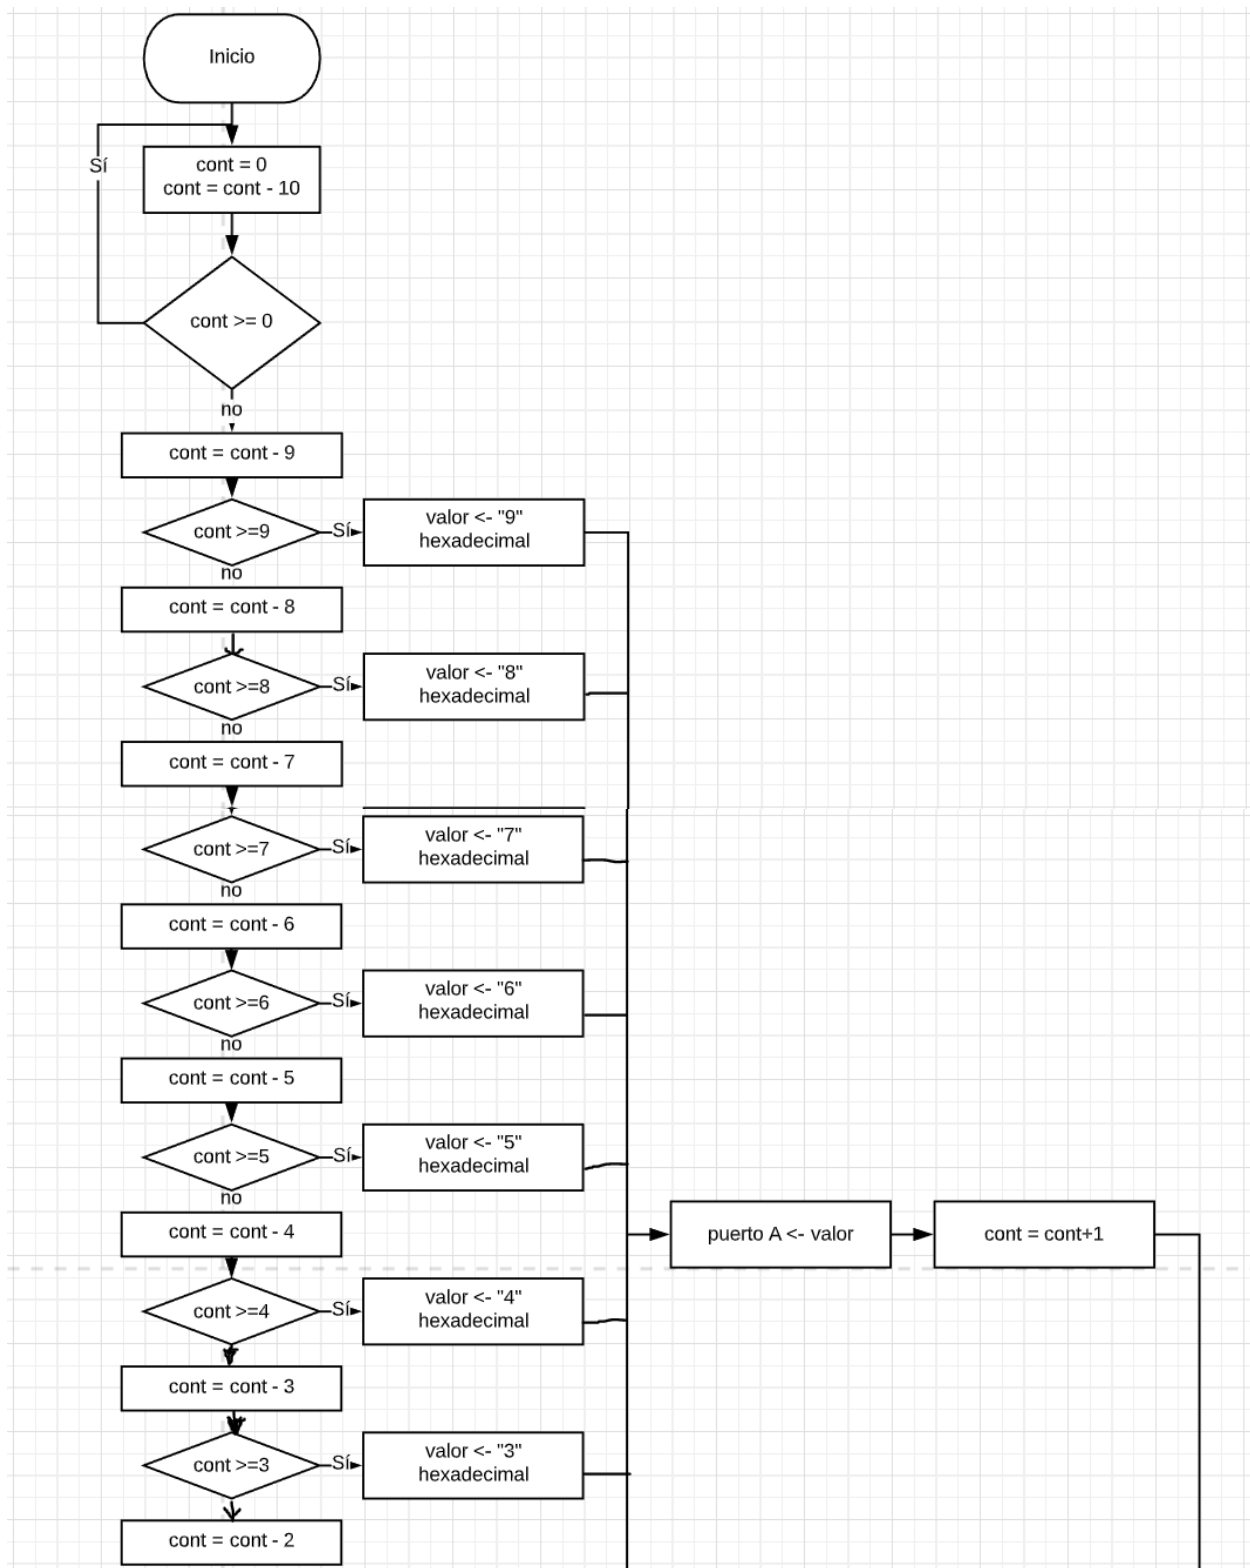 Inicio
Sí
cont = 0
cont = cont - 10
cont >= 0
no
cont = cont - 9
cont >=9
Sí
valor <- "9"
hexadecimal
no
cont = cont - 8
cont >=8
Sí
valor <- "8"
hexadecimal
no
cont = cont - 7
cont >=7
Sí
valor <- "7"
hexadecimal
no
cont = cont - 6
cont >=6
Sí
valor <- "6"
hexadecimal
no
cont = cont - 5
cont >=5
Sí
valor <- "5"
hexadecimal
no
cont = cont - 4
puerto A <- valor
cont = cont+1
cont >=4
Sí
valor <- "4"
hexadecimal
cont = cont - 3
cont >=3
Sí
valor <- "3"
hexadecimal
cont = cont - 2